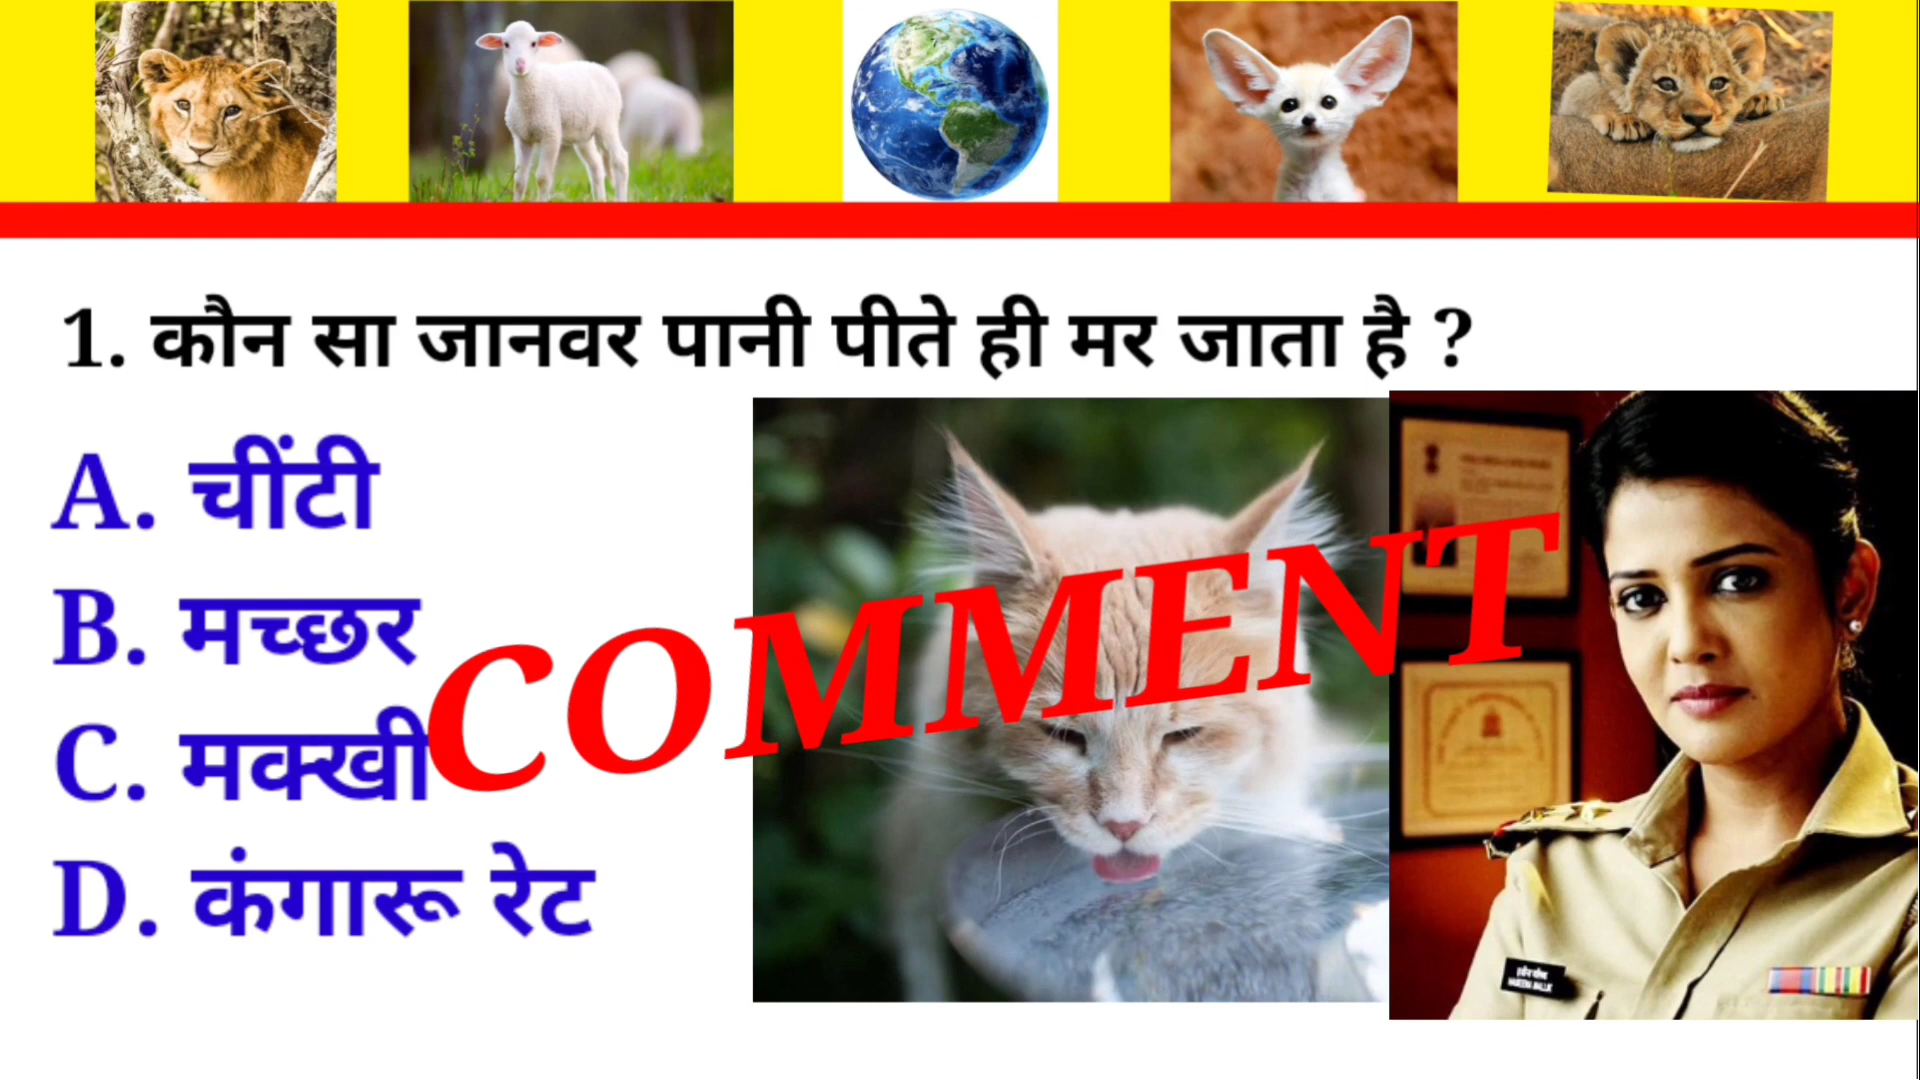 1. कौन सा जानवर पानी पीते ही मर जाता है ?
A. चींटी
B. मच्छर
C. मक्खी
D. कंगारू रेट
COMMENT